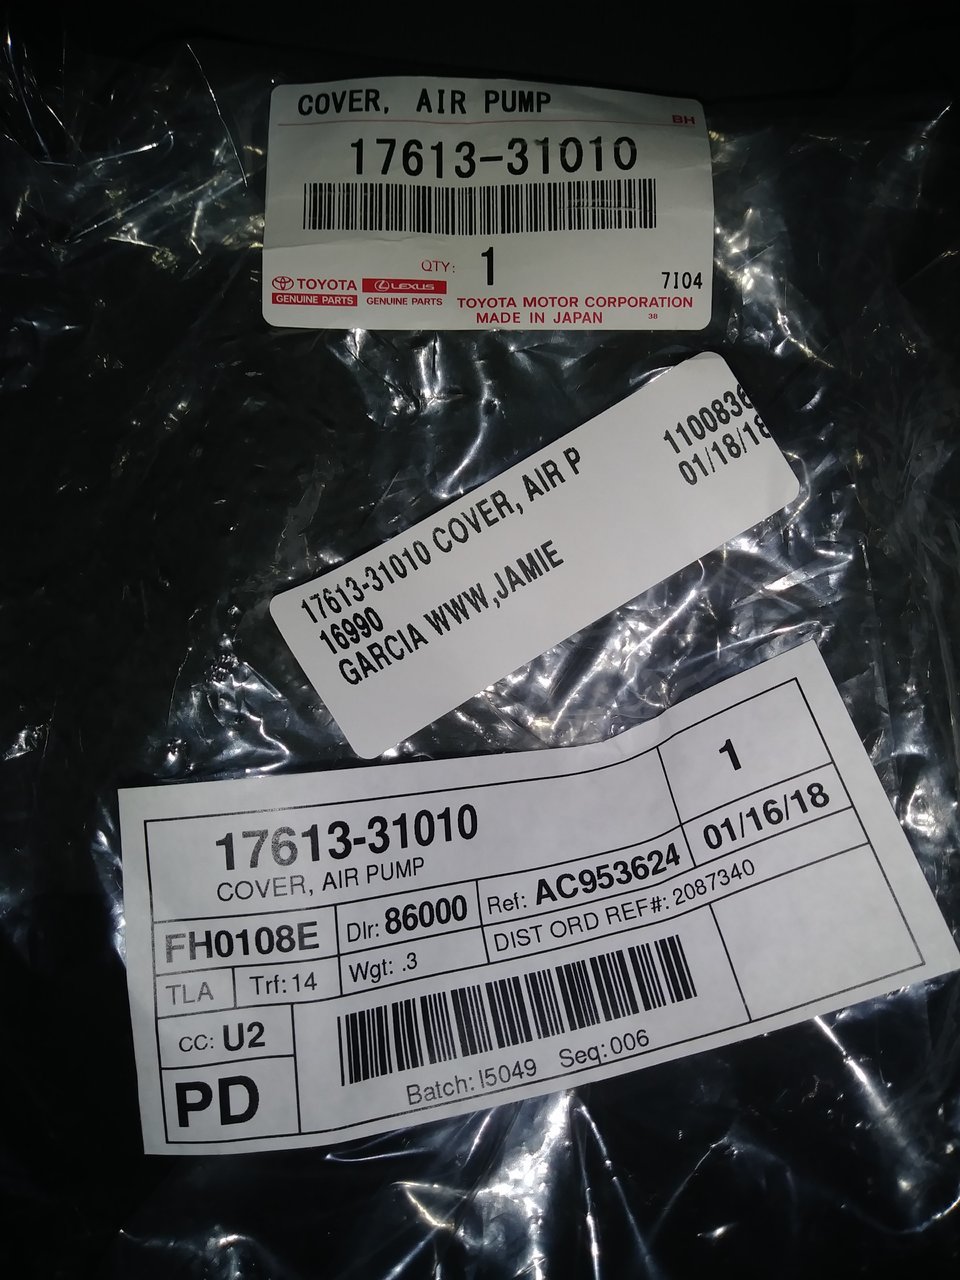 COVER, AIR PUMP
BH
17613-31010
QTY: 1
TOYOTA LEXUS 7I04
GENUINE PARTS GENUINE PARTS TOYOTA MOTOR CORPORATION
MADE IN JAPAN 38
17613-31010 COVER, AIR P 1100836
16990 01/18/18
GARCIA WWW,JAMIE
17613-31010 1
COVER, AIR PUMP
FH0108E Dlr: 86000 Ref: AC953624 01/16/18
TLA Trf: 14 Wgt: .3 DIST ORD REF#: 2087340
CC: U2
PD
Batch: I5049 Seq: 006